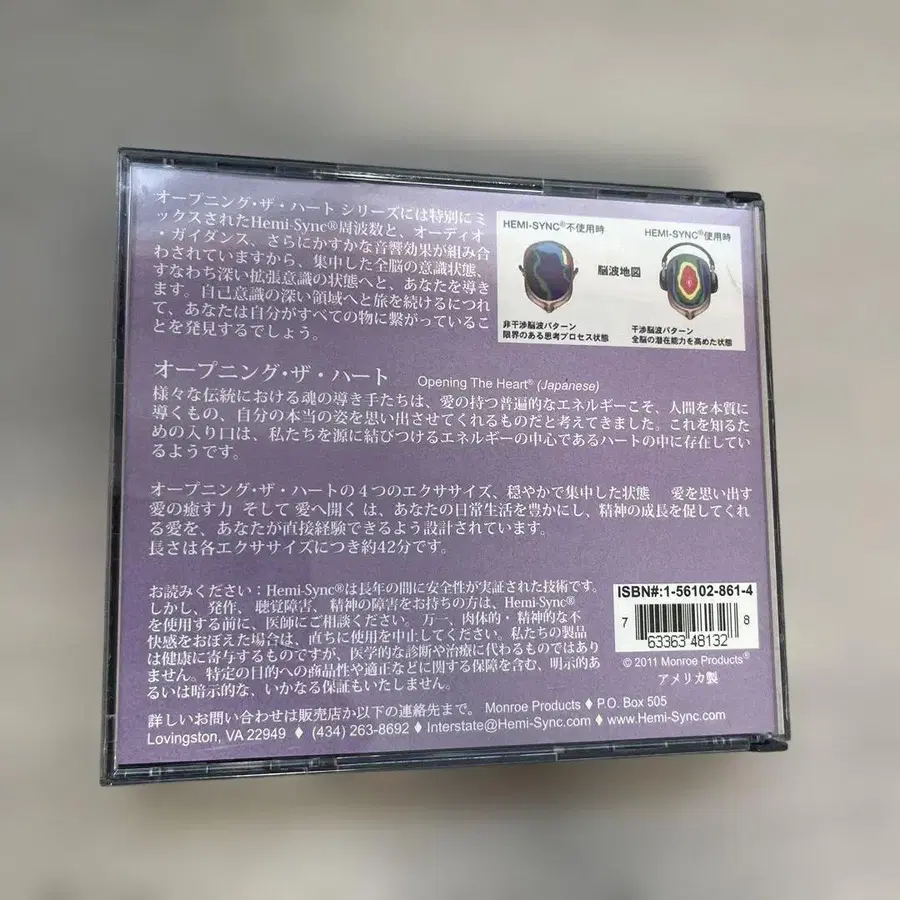 オープニング・ザ・ハート シリーズには特別にミ
ックスされたHemi-Sync®周波数と、オーディオ
・ガイダンス、さらにかすかな音響効果が組み合
わされていますから、集中した全脳の意識状態、
すなわち深い拡張意識の状態へと、あなたを導き
ます。自己意識の深い領域へと旅を続けるにつれ
て、あなたは自分がすべての物に繋がっているこ
とを発見するでしょう。
HEMI-SYNC®不使用時
HEMI-SYNC®使用時
脳波地図
非干渉脳波パターン
限界のある思考プロセス状態
干渉脳波パターン
全脳の潜在能力を高めた状態
オープニング・ザ・ハート Opening The Heart® (Japanese)
様々な伝統における魂の導き手たちは、愛の持つ普遍的なエネルギーこそ、人間を本質に
導くもの、自分の本当の姿を思い出させてくれるものだと考えてきました。これを知るた
めの入り口は、私たちを源に結びつけるエネルギーの中心であるハートの中に存在してい
るようです。
オープニング・ザ・ハートの４つのエクササイズ、穏やかで集中した状態 愛を思い出す
愛の癒す力 そして 愛へ開く は、あなたの日常生活を豊かにし、精神の成長を促してくれ
る愛を、あなたが直接経験できるよう設計されています。
長さは各エクササイズにつき約42分です。
お読みください：Hemi-Sync®は長年の間に安全性が実証された技術です。
しかし、発作、聴覚障害、精神の障害をお持ちの方は、Hemi-Sync®
を使用する前に、医師にご相談ください。 万一、肉体的・精神的な不
快感をおぼえた場合は、直ちに使用を中止してください。私たちの製品
は健康に寄与するものですが、医学的な診断や治療に代わるものではあり
ません。特定の目的への商品性や適正などに関する保障を含む、明示的あ
るいは暗示的な、いかなる保証もいたしません。
ISBN#:1-56102-861-4
7 63363 48132 8
© 2011 Monroe Products®
アメリカ製
詳しいお問い合わせは販売店か以下の連絡先まで。 Monroe Products ♦ P.O. Box 505
Lovingston, VA 22949 ♦ (434) 263-8692 ♦ Interstate@Hemi-Sync.com ♦ www.Hemi-Sync.com